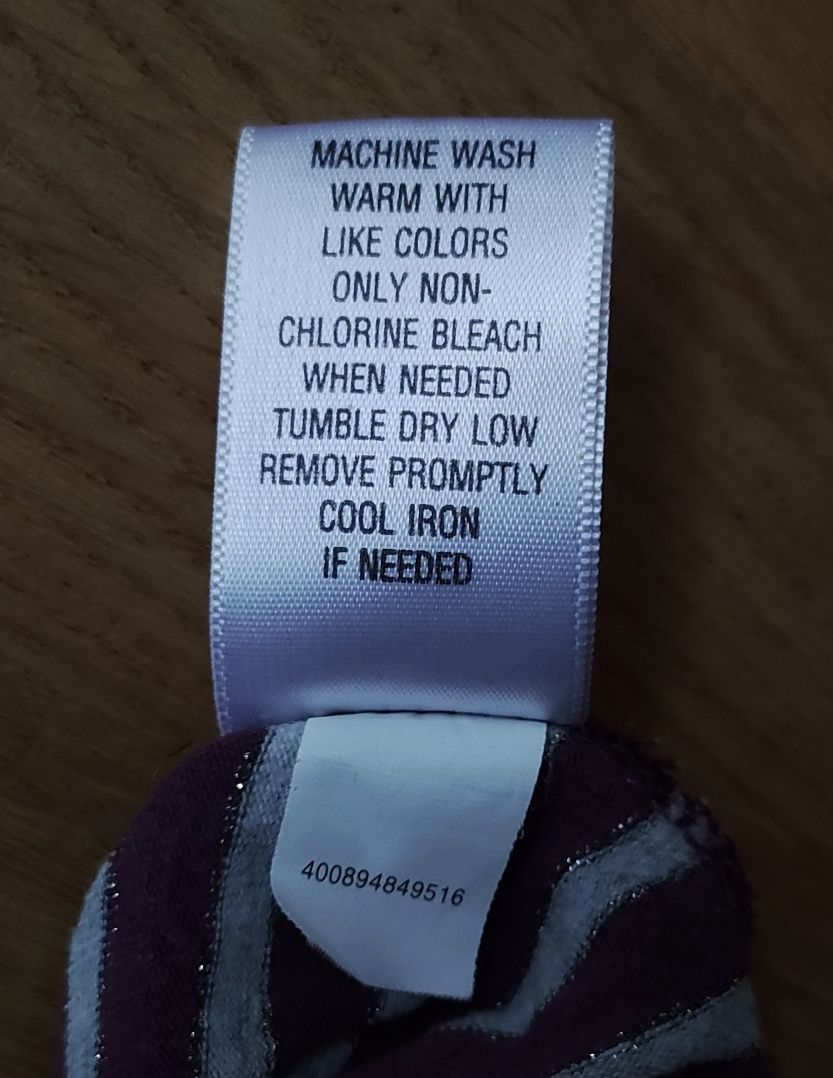 MACHINE WASH
WARM WITH
LIKE COLORS
ONLY NON-
CHLORINE BLEACH
WHEN NEEDED
TUMBLE DRY LOW
REMOVE PROMPTLY
COOL IRON
IF NEEDED
400894849516